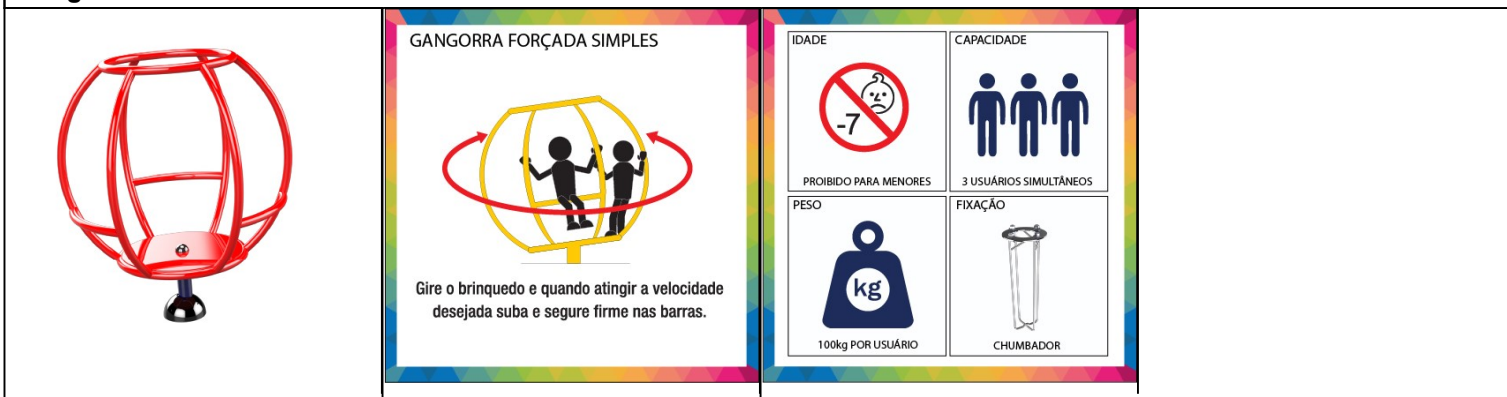 GANGORRA FORÇADA SIMPLES
Gire o brinquedo e quando atingir a velocidade
desejada suba e segure firme nas barras.
IDADE
-7
PROIBIDO PARA MENORES
CAPACIDADE
3 USUÁRIOS SIMULTÂNEOS
PESO
kg
100kg POR USUÁRIO
FIXAÇÃO
CHUMBADOR